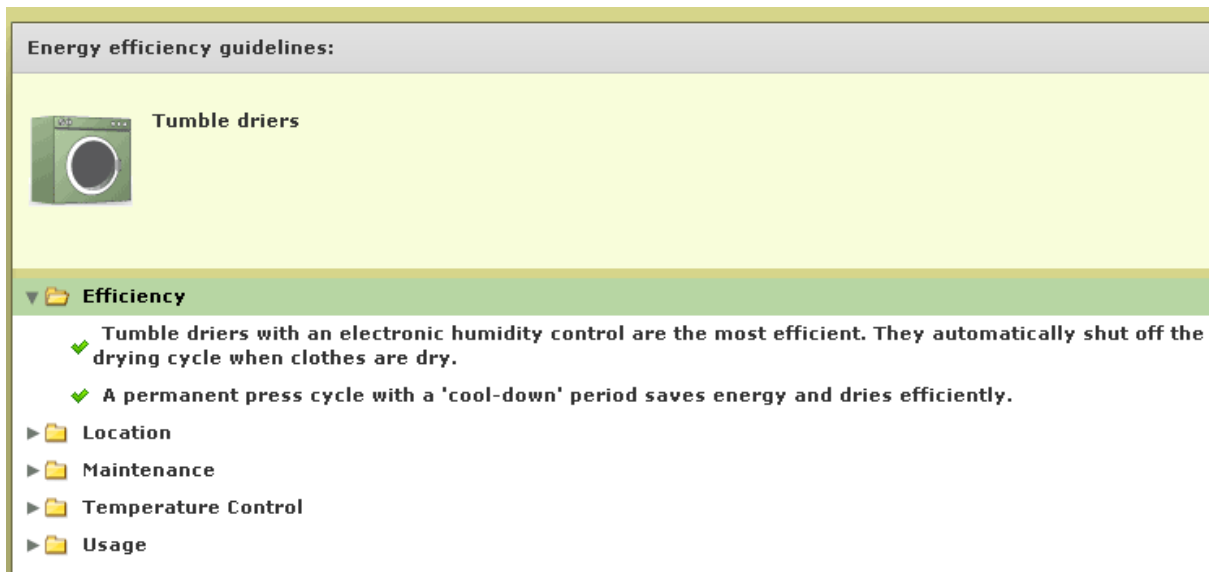 Energy efficiency guidelines:
Tumble driers
Efficiency
Tumble driers with an electronic humidity control are the most efficient. They automatically shut off the
drying cycle when clothes are dry.
A permanent press cycle with a 'cool-down' period saves energy and dries efficiently.
Location
Maintenance
Temperature Control
Usage